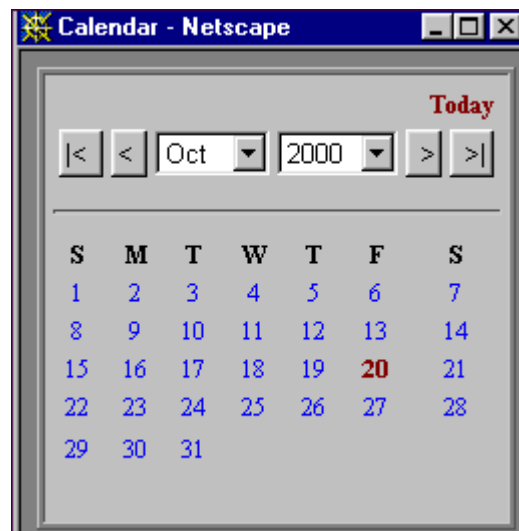 Calendar - Netscape
Today
|< < Oct 2000 > >|
S M T W T F S
1 2 3 4 5 6 7
8 9 10 11 12 13 14
15 16 17 18 19 20 21
22 23 24 25 26 27 28
29 30 31